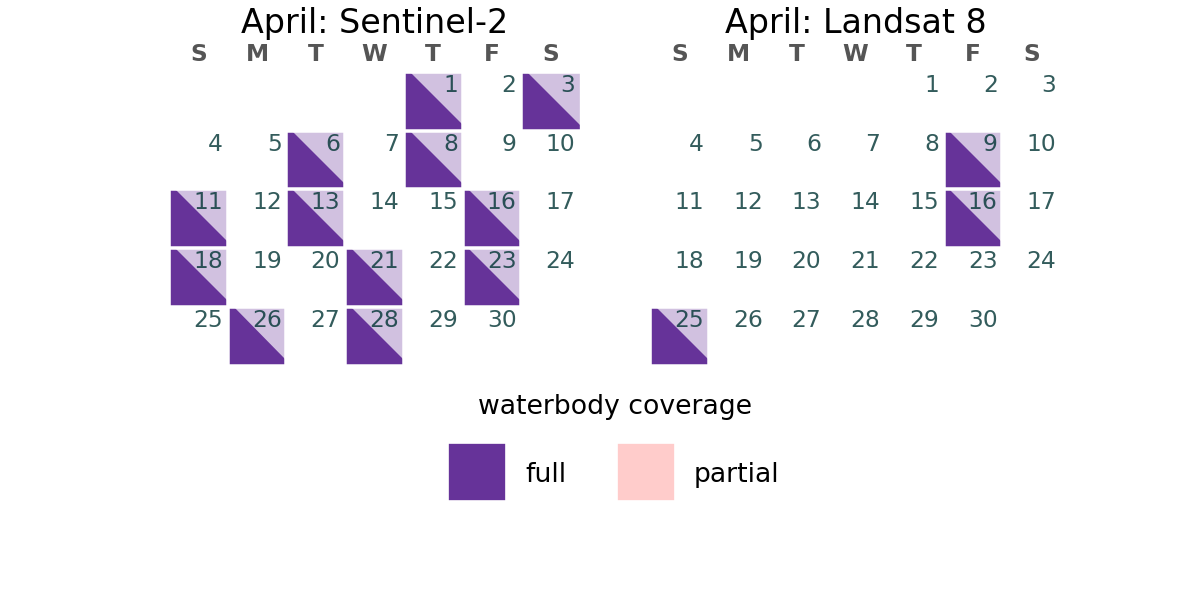 April: Sentinel-2
S M T W T F S
1 2 3
4 5 6 7 8 9 10
11 12 13 14 15 16 17
18 19 20 21 22 23 24
25 26 27 28 29 30
April: Landsat 8
S M T W T F S
1 2 3
4 5 6 7 8 9 10
11 12 13 14 15 16 17
18 19 20 21 22 23 24
25 26 27 28 29 30
waterbody coverage
full
partial